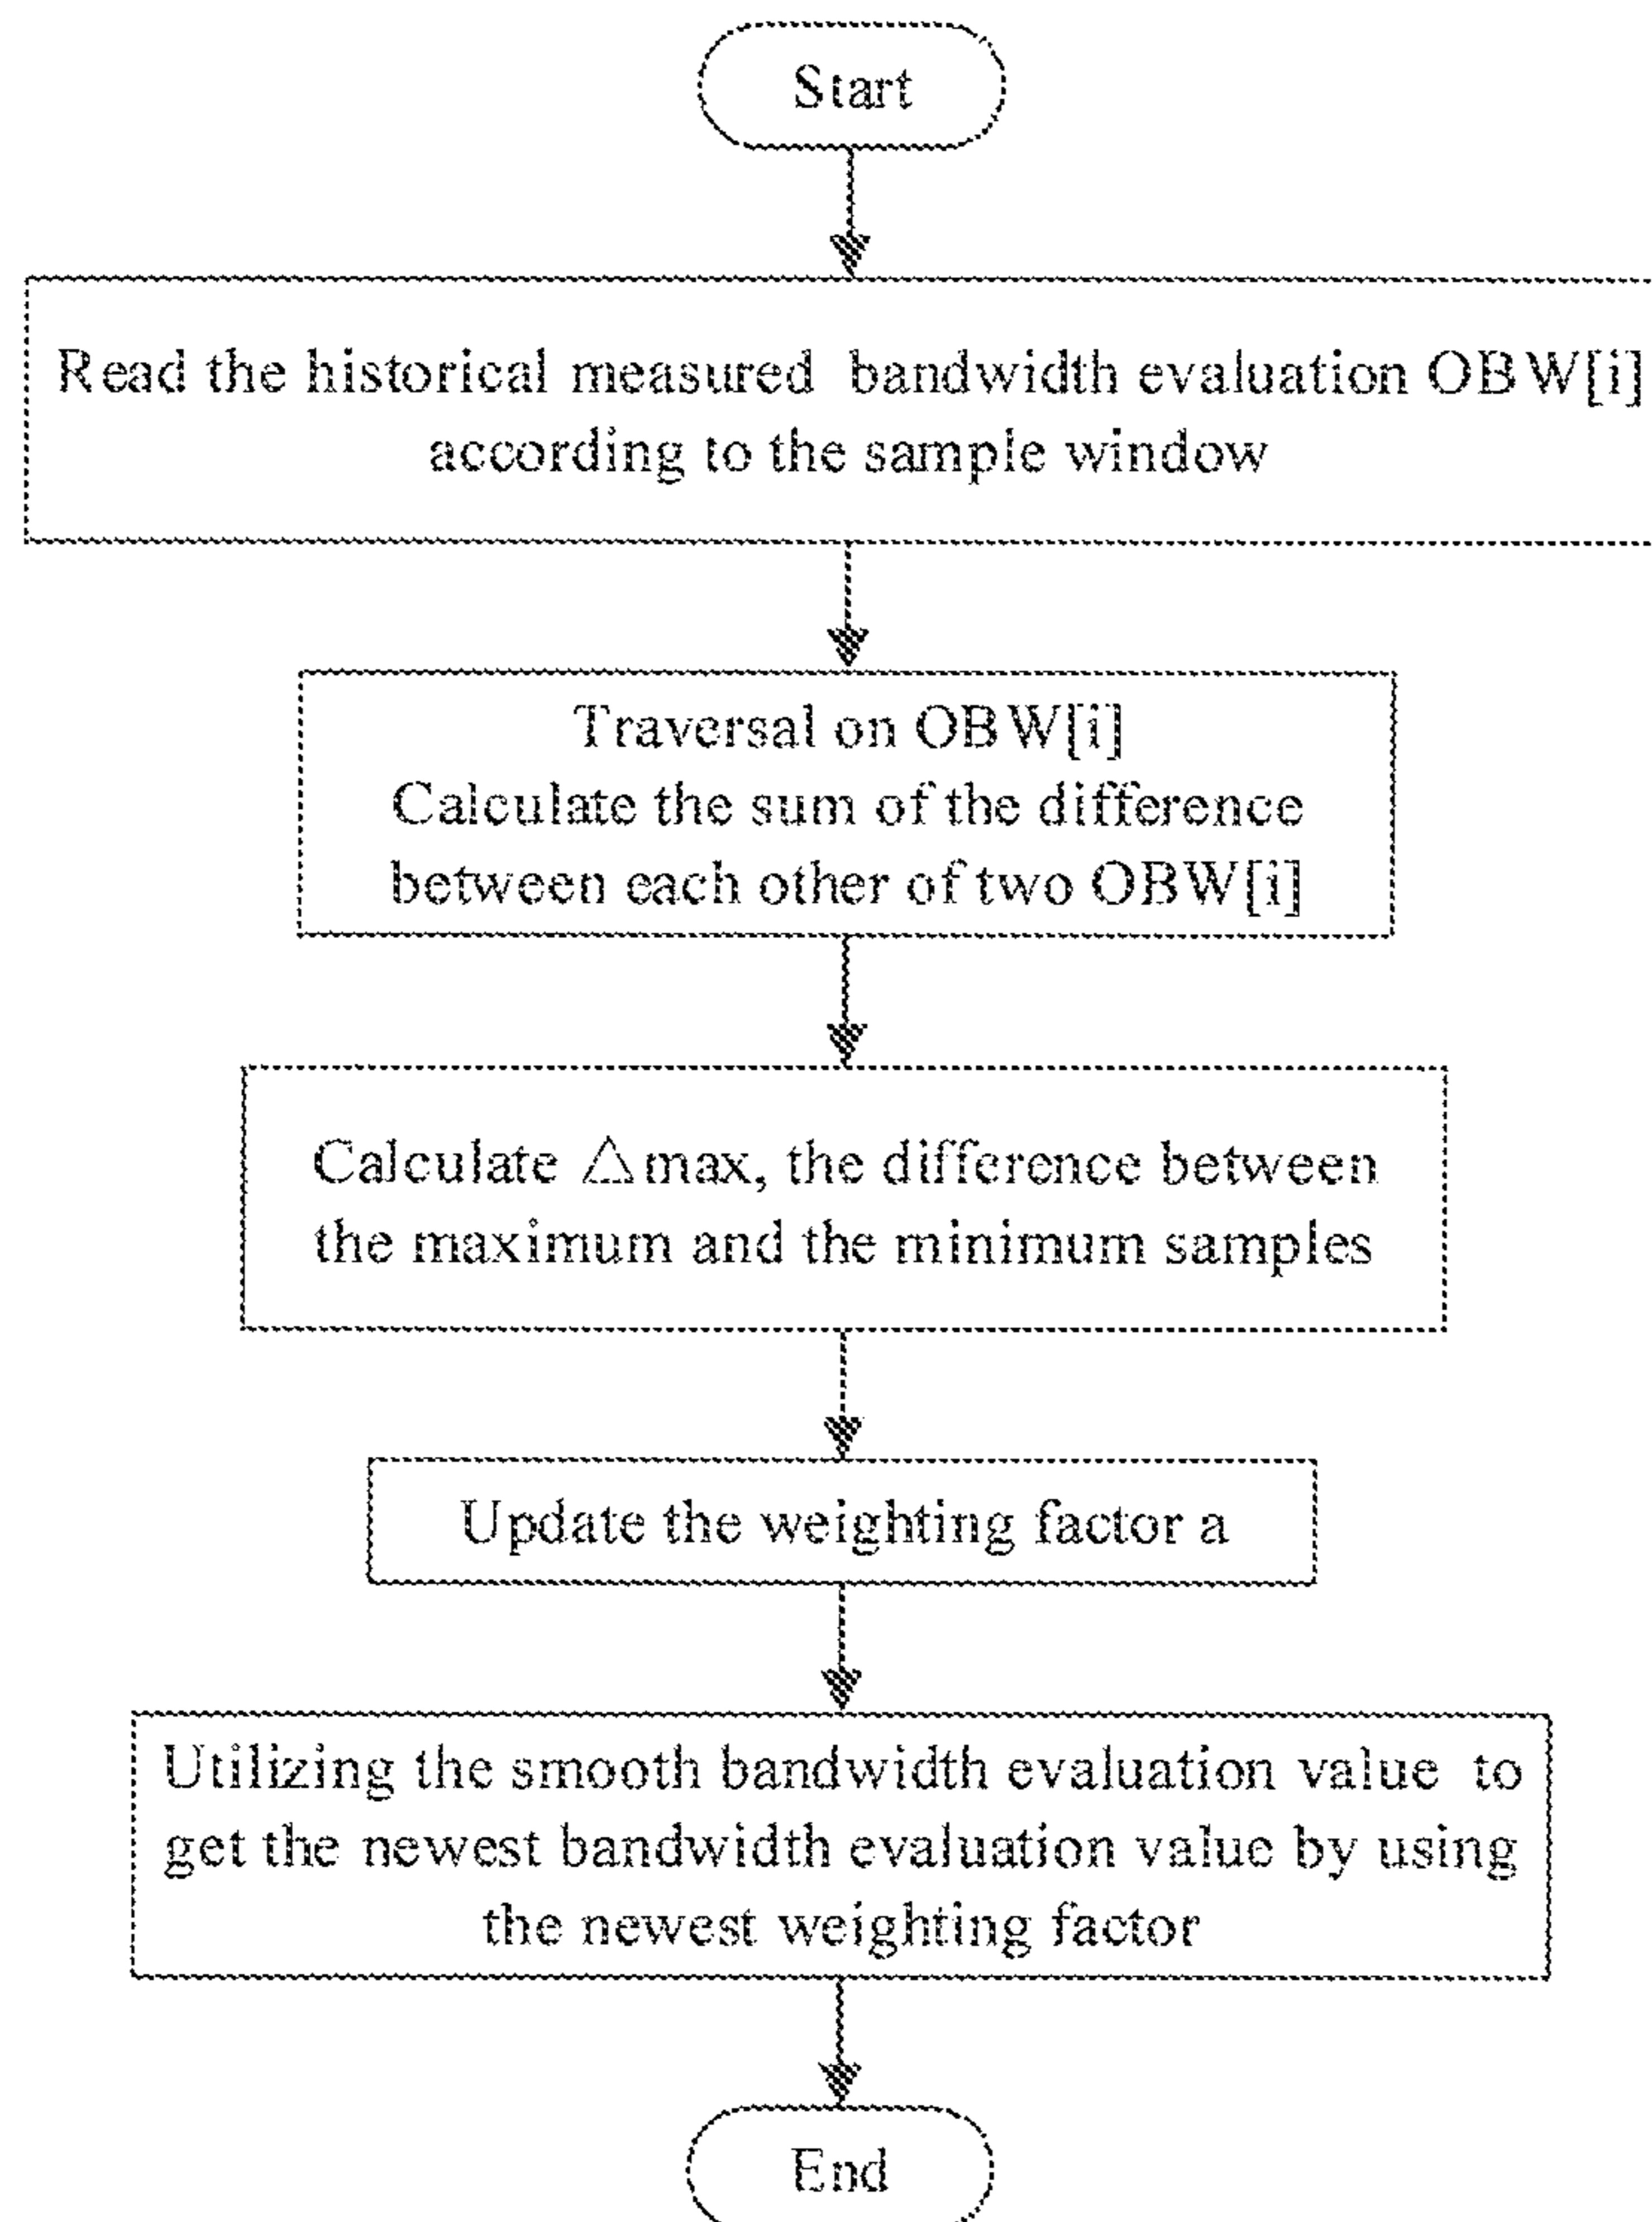 Start
Read the historical measured bandwidth evaluation OBW[i]
according to the sample window
Traversal on OBW[i]
Calculate the sum of the difference
between each other of two OBW[i]
Calculate △max, the difference between
the maximum and the minimum samples
Update the weighting factor a
Utilizing the smooth bandwidth evaluation value to
get the newest bandwidth evaluation value by using
the newest weighting factor
End